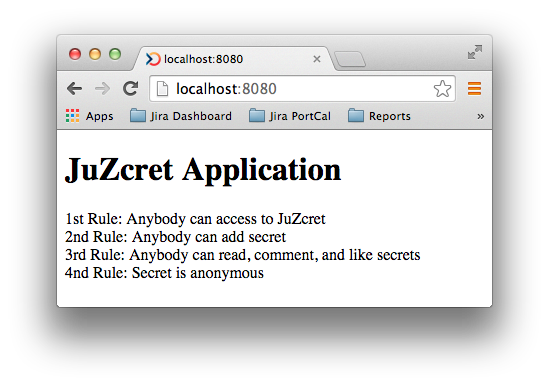 localhost:8080
localhost:8080
Apps Jira Dashboard Jira PortCal Reports »
JuZcret Application
1st Rule: Anybody can access to JuZcret
2nd Rule: Anybody can add secret
3rd Rule: Anybody can read, comment, and like secrets
4nd Rule: Secret is anonymous